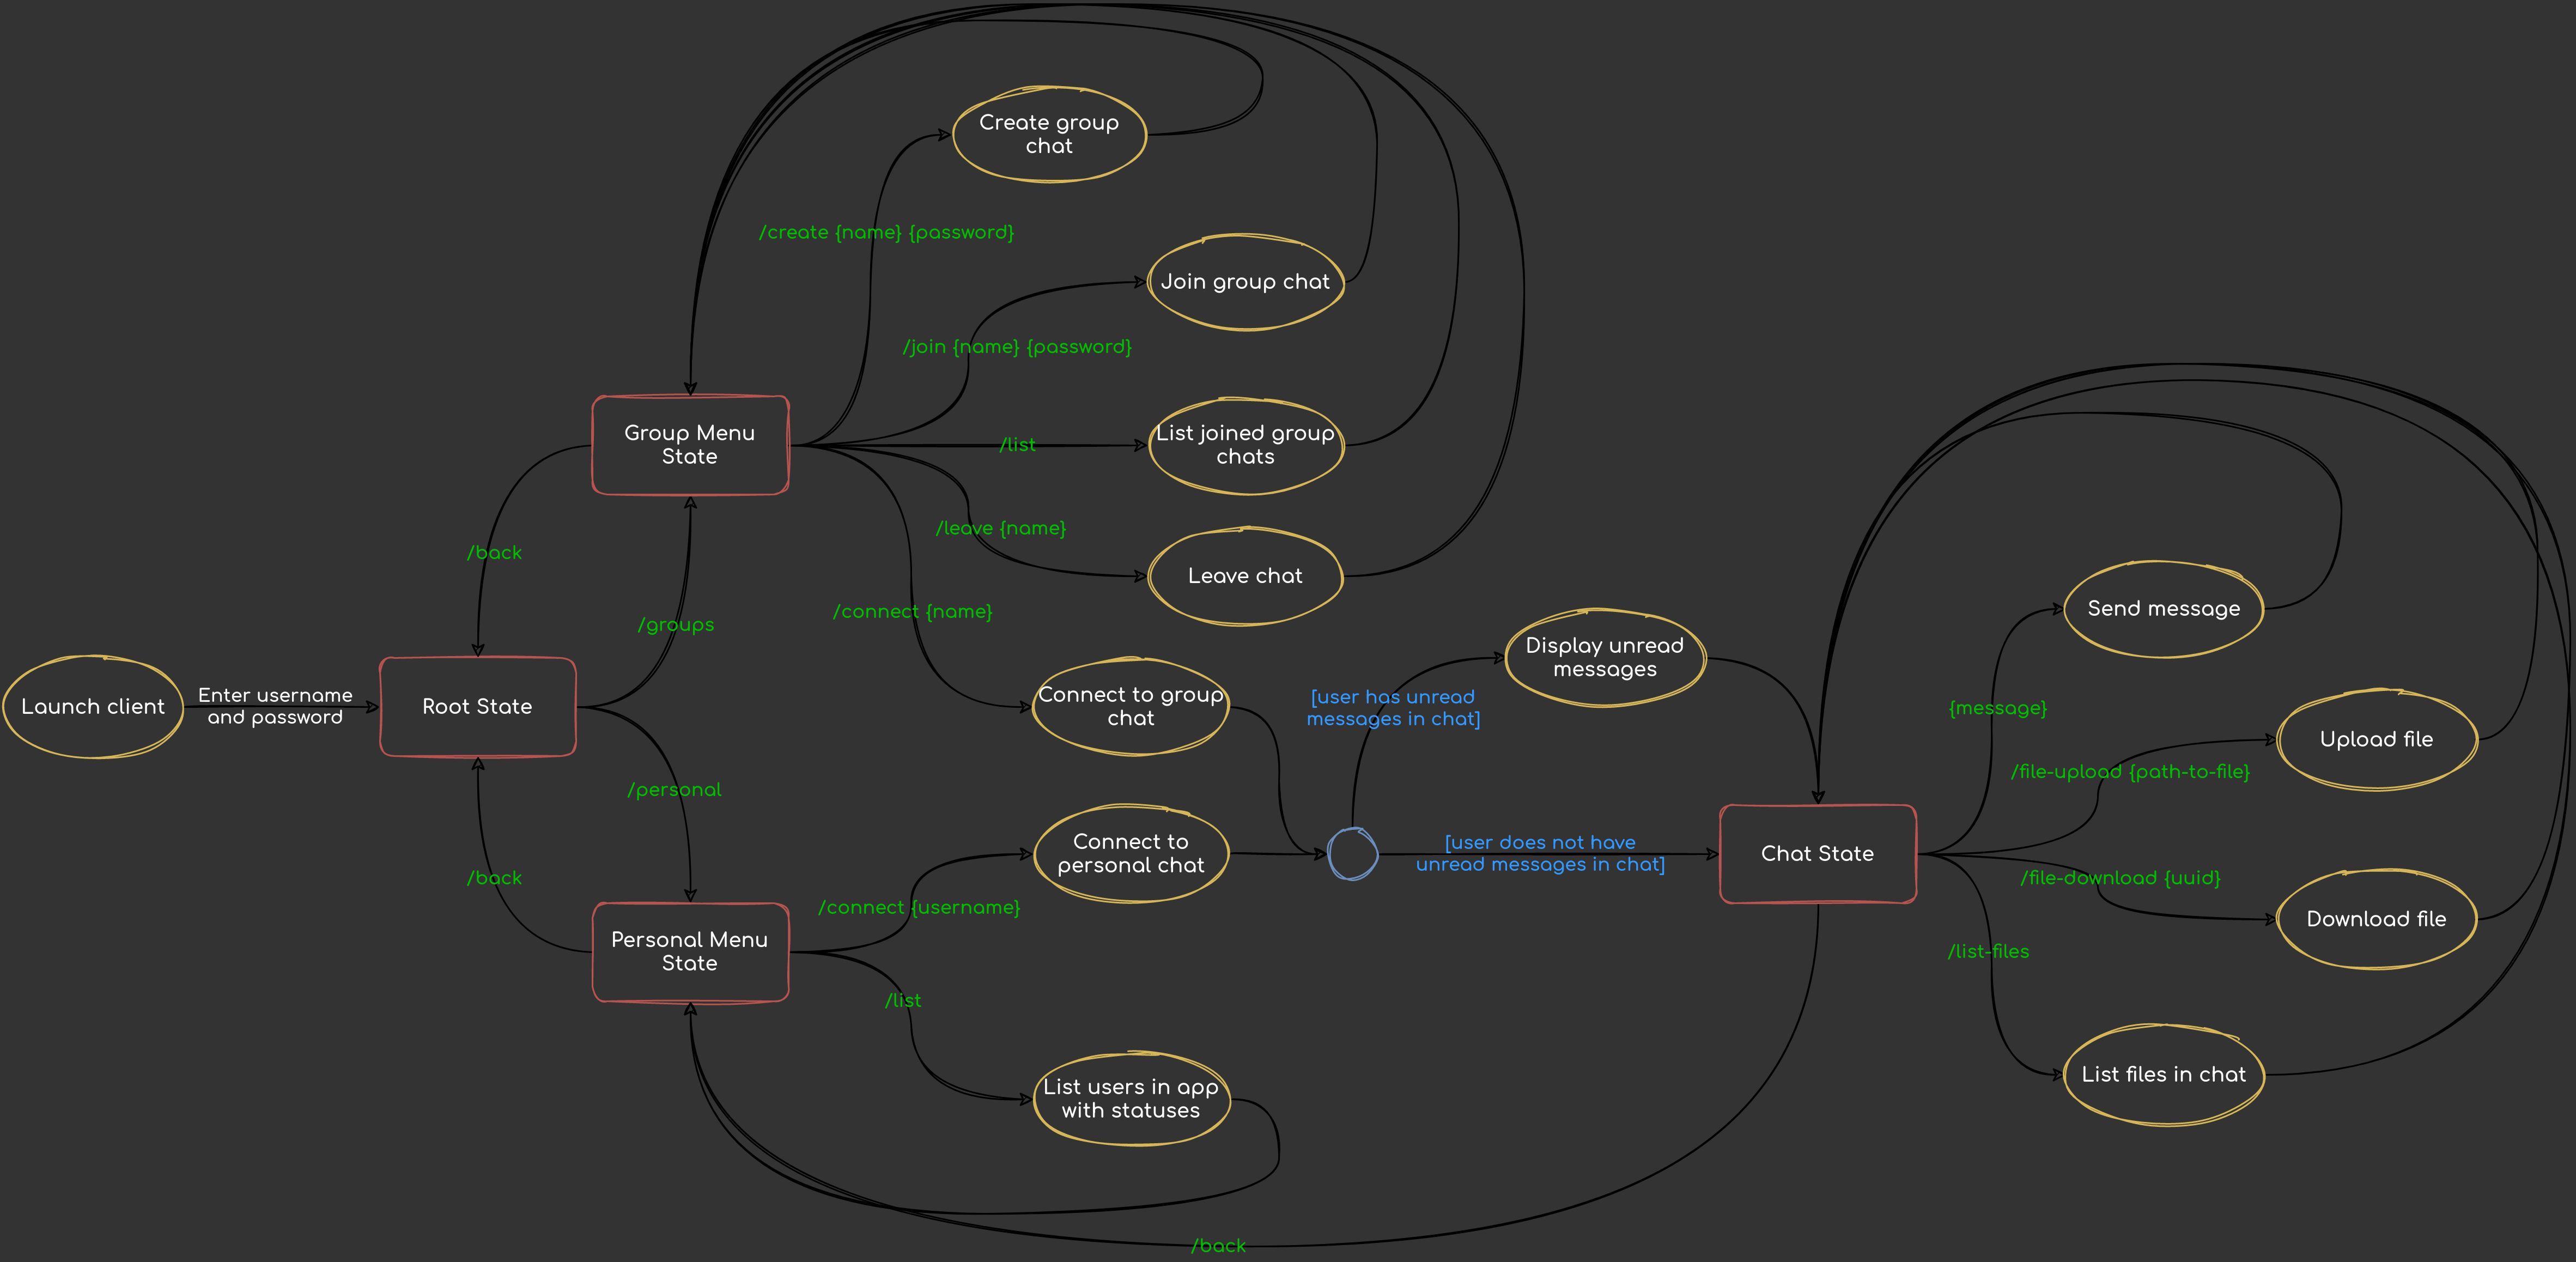 Create group
chat
/create {name} {password}
Join group chat
/join {name} {password}
Group Menu
State
/list
List joined group
chats
/leave {name}
Leave chat
/back
/groups
/connect {name}
Launch client
Enter username
and password
Root State
Connect to group
chat
[user has unread
messages in chat]
Display unread
messages
/personal
/back
Connect to
personal chat
/connect {username}
[user does not have
unread messages in chat]
Chat State
Personal Menu
State
/list
List users in app
with statuses
/back
{message}
Send message
/file-upload {path-to-file}
Upload file
/file-download {uuid}
Download file
/list-files
List files in chat